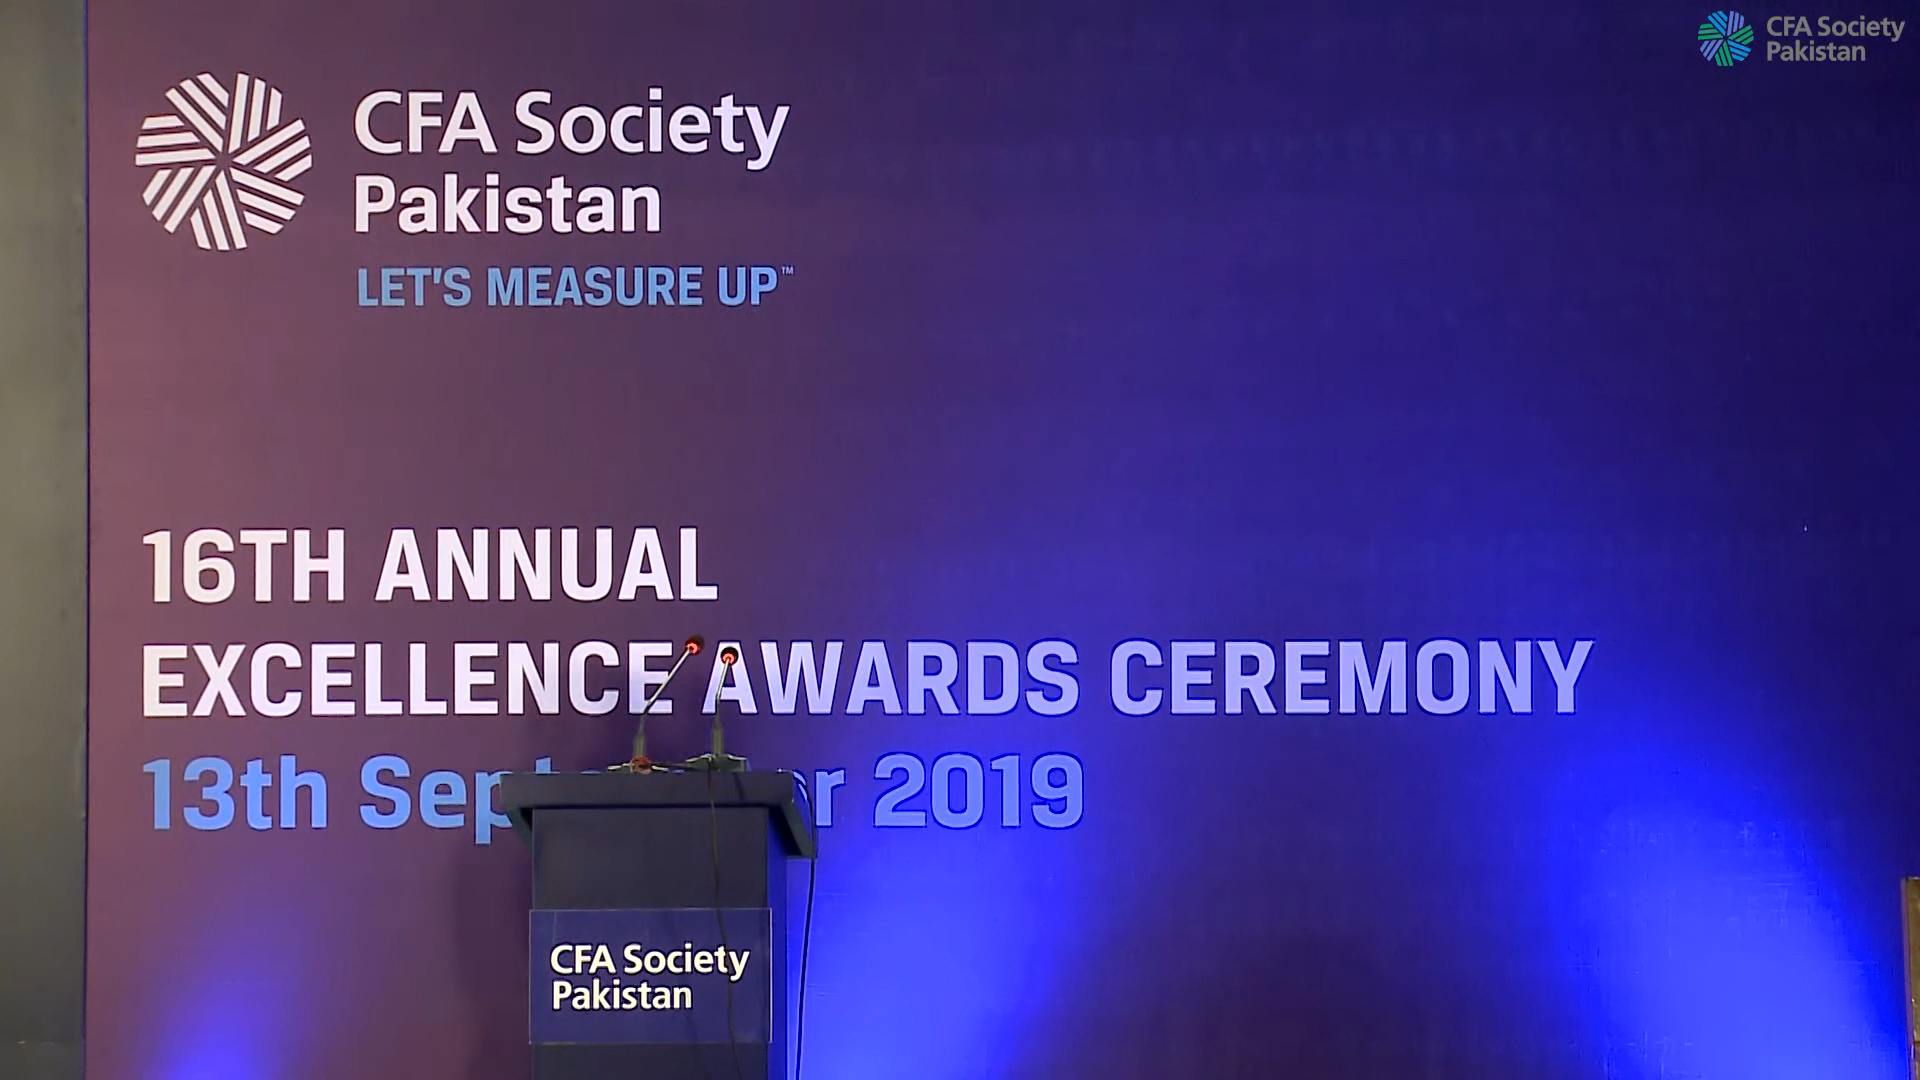 CFA Society
Pakistan
CFA Society
Pakistan
LET'S MEASURE UP™
16TH ANNUAL
EXCELLENCE AWARDS CEREMONY
13th 2019
CFA Society
Pakistan